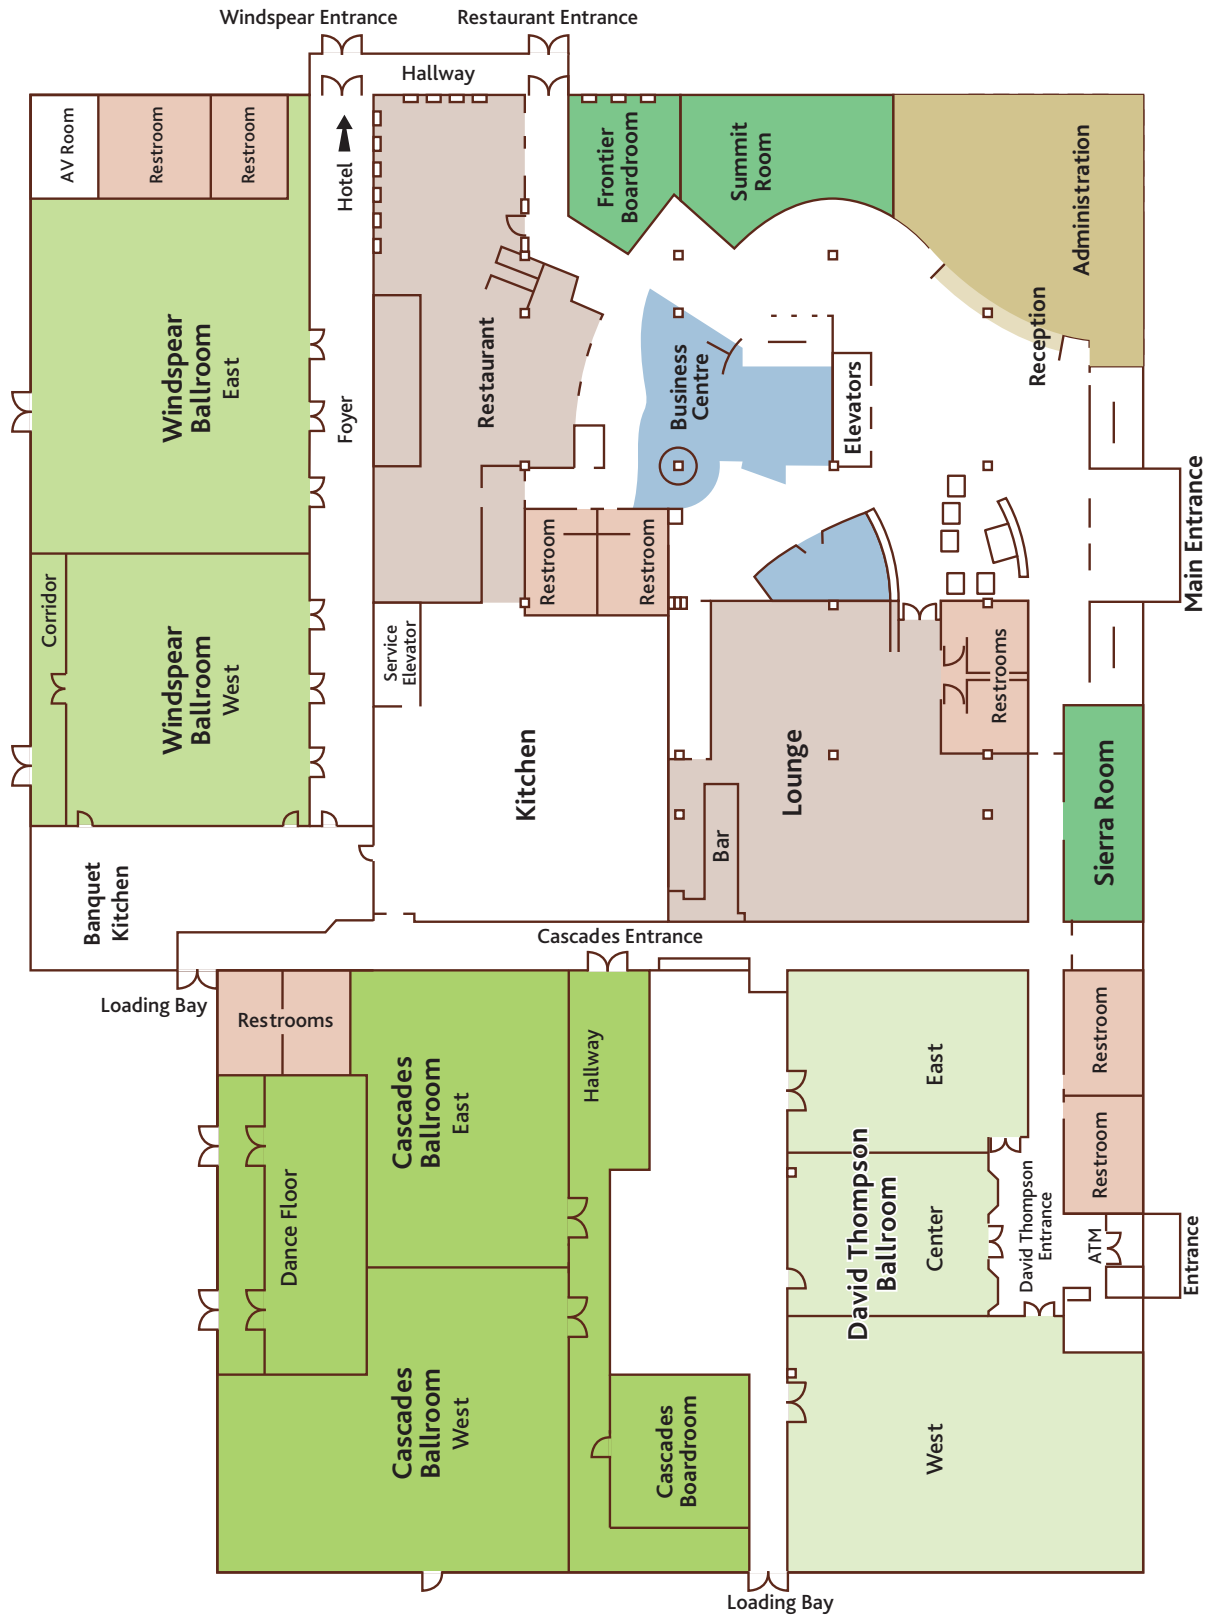 Windspear Entrance
Restaurant Entrance
Hallway
AV Room
Restroom
Restroom
Hotel
Frontier
Boardroom
Summit
Room
Administration
Reception
Windspear
Ballroom
East
Foyer
Restaurant
Business
Centre
Elevators
Main Entrance
Corridor
Windspear
Ballroom
West
Service
Elevator
Restroom
Restroom
Restrooms
Kitchen
Lounge
Bar
Sierra Room
Banquet
Kitchen
Cascades Entrance
Loading Bay
Restrooms
Cascades
Ballroom
East
Hallway
East
Restroom
Restroom
Dance Floor
David Thompson
Ballroom
Center
David Thompson
Entrance
ATM
Entrance
Cascades
Ballroom
West
Cascades
Boardroom
West
Loading Bay